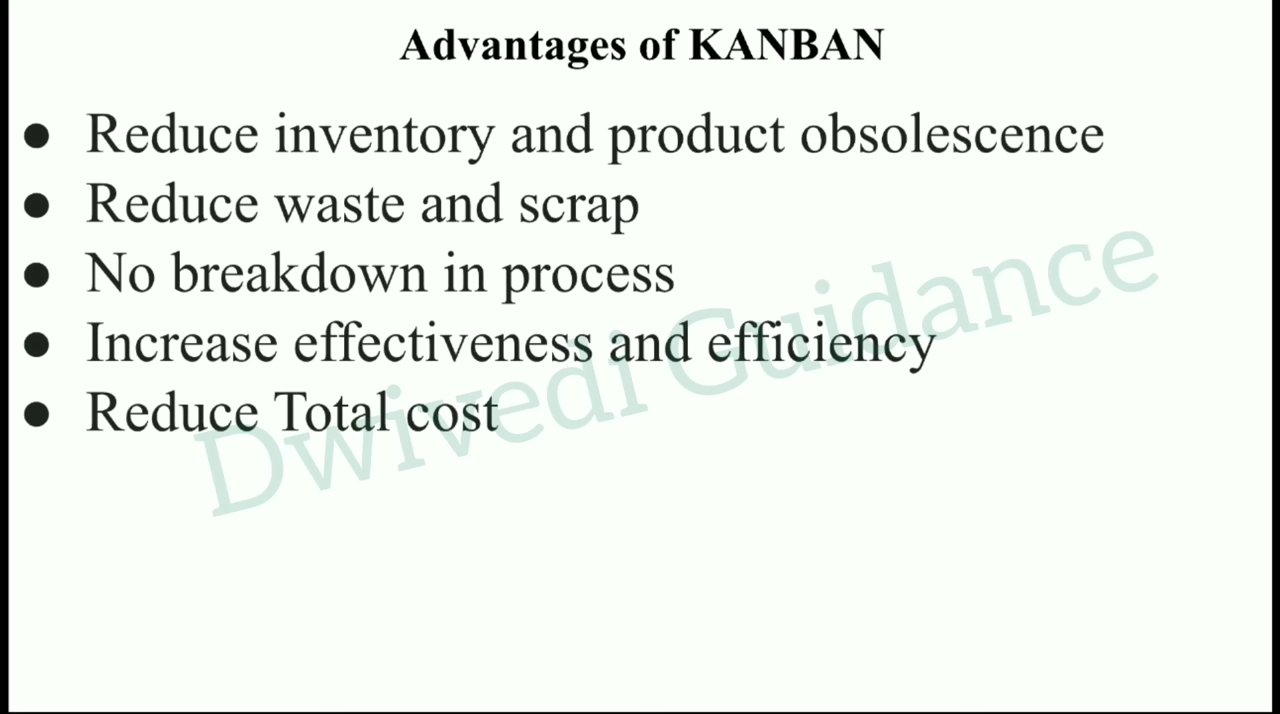 Advantages of KANBAN
● Reduce inventory and product obsolescence
● Reduce waste and scrap
● No breakdown in process
● Increase effectiveness and efficiency
● Reduce Total cost
Dwivedi Guidance